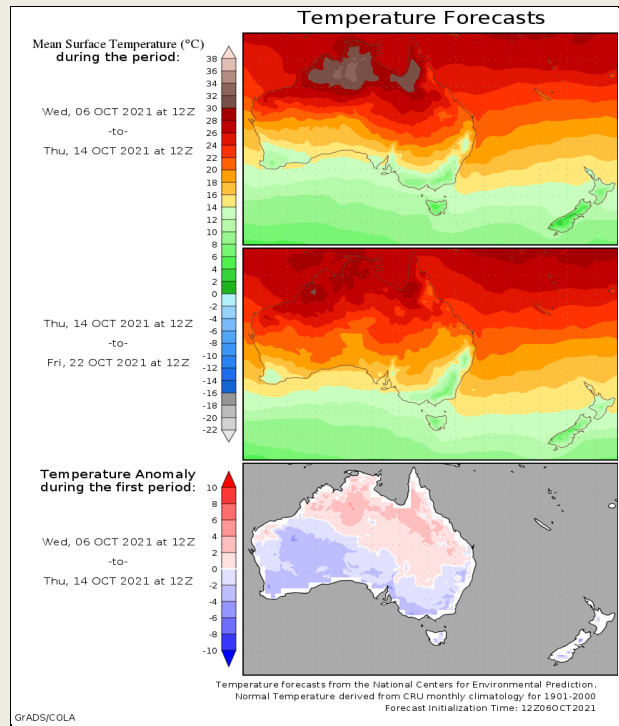 Temperature Forecasts
Mean Surface Temperature (°C)
during the period:
38
36
34
32
30
28
26
24
22
20
18
16
14
12
10
8
6
4
2
0
-2
-4
-6
-8
-10
-12
-14
-16
-18
-20
-22
Wed, 06 OCT 2021 at 12Z
-to-
Thu, 14 OCT 2021 at 12Z
Thu, 14 OCT 2021 at 12Z
-to-
Fri, 22 OCT 2021 at 12Z
Temperature Anomaly
during the first period:
10
8
6
4
2
0
-2
-4
-6
-8
-10
Wed, 06 OCT 2021 at 12Z
-to-
Thu, 14 OCT 2021 at 12Z
Temperature forecasts from the National Centers for Environmental Prediction.
Normal Temperature derived from CRU monthly climatology for 1901-2000
Forecast Initialization Time: 12Z06OCT2021
GrADS/COLA